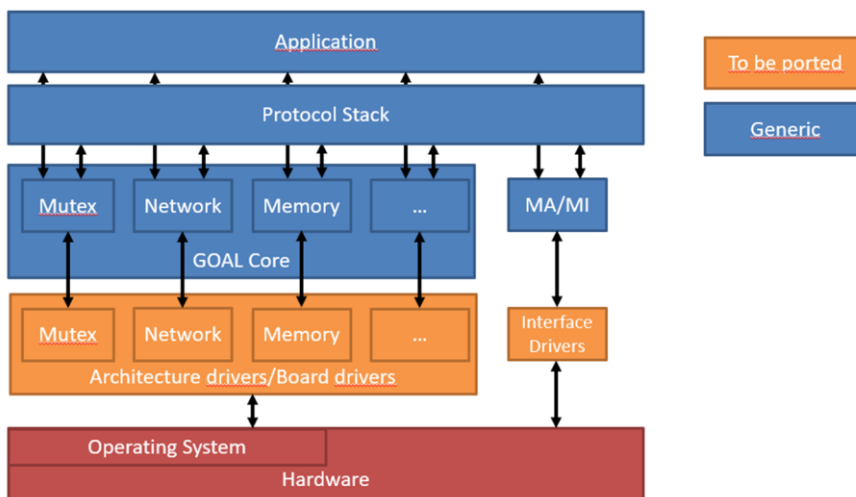 Application
To be ported
Protocol Stack
Generic
Mutex
Network
Memory
...
MA/MI
GOAL Core
Mutex
Network
Memory
...
Interface
Drivers
Architecture drivers/Board drivers
Operating System
Hardware